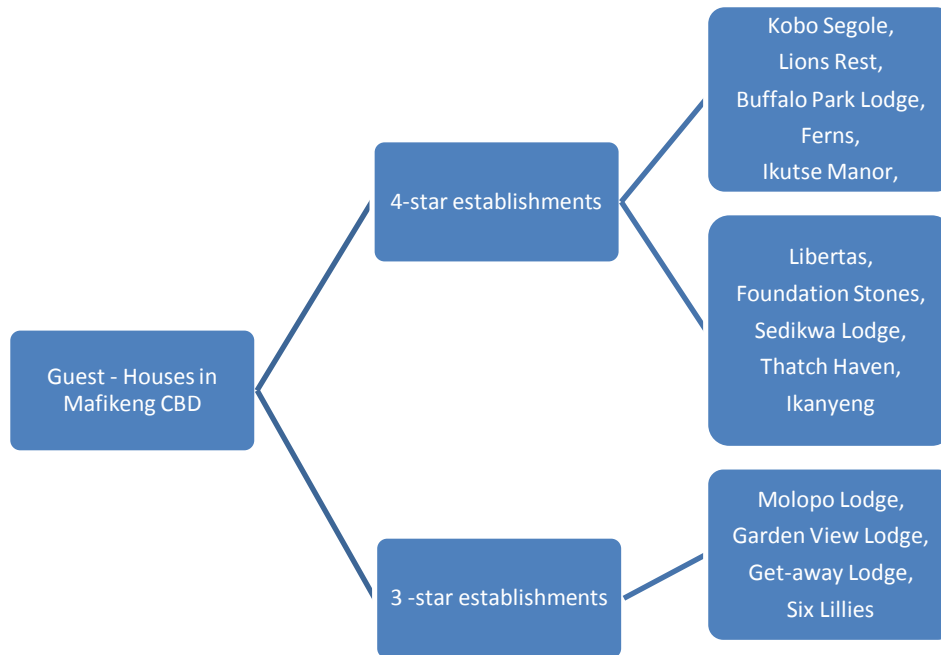 Guest - Houses in
Mafikeng CBD
4-star establishments
Kobo Segole,
Lions Rest,
Buffalo Park Lodge,
Ferns,
Ikutse Manor,
Libertas,
Foundation Stones,
Sedikwa Lodge,
Thatch Haven,
Ikanyeng
3 -star establishments
Molopo Lodge,
Garden View Lodge,
Get-away Lodge,
Six Lillies